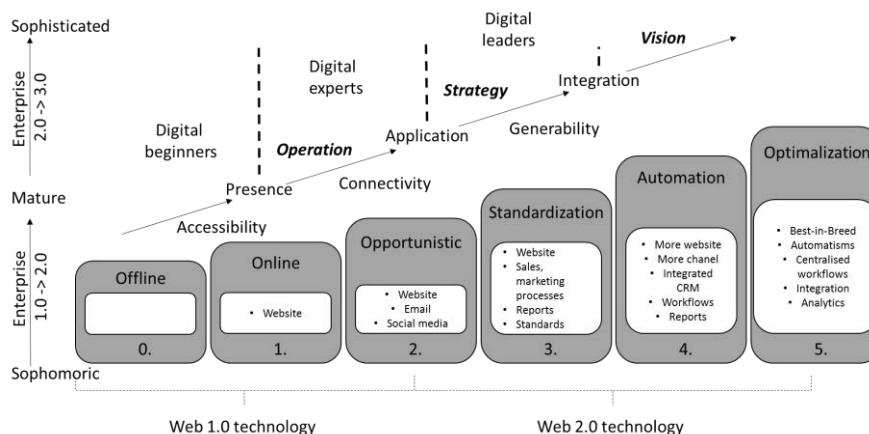 Sophisticated
Enterprise
2.0 -> 3.0
Mature
Enterprise
1.0 -> 2.0
Sophomoric
Digital
beginners
Digital
experts
Digital
leaders
Vision
Presence
Operation
Application
Strategy
Integration
Accessibility
Connectivity
Generability
Offline
0.
Online
• Website
1.
Opportunistic
• Website
• Email
• Social media
2.
Standardization
• Website
• Sales,
marketing
processes
• Reports
• Standards
3.
Automation
• More website
• More chanel
• Integrated
CRM
• Workflows
• Reports
4.
Optimalization
• Best-in-Breed
• Automatisms
• Centralised
workflows
• Integration
• Analytics
5.
Web 1.0 technology
Web 2.0 technology